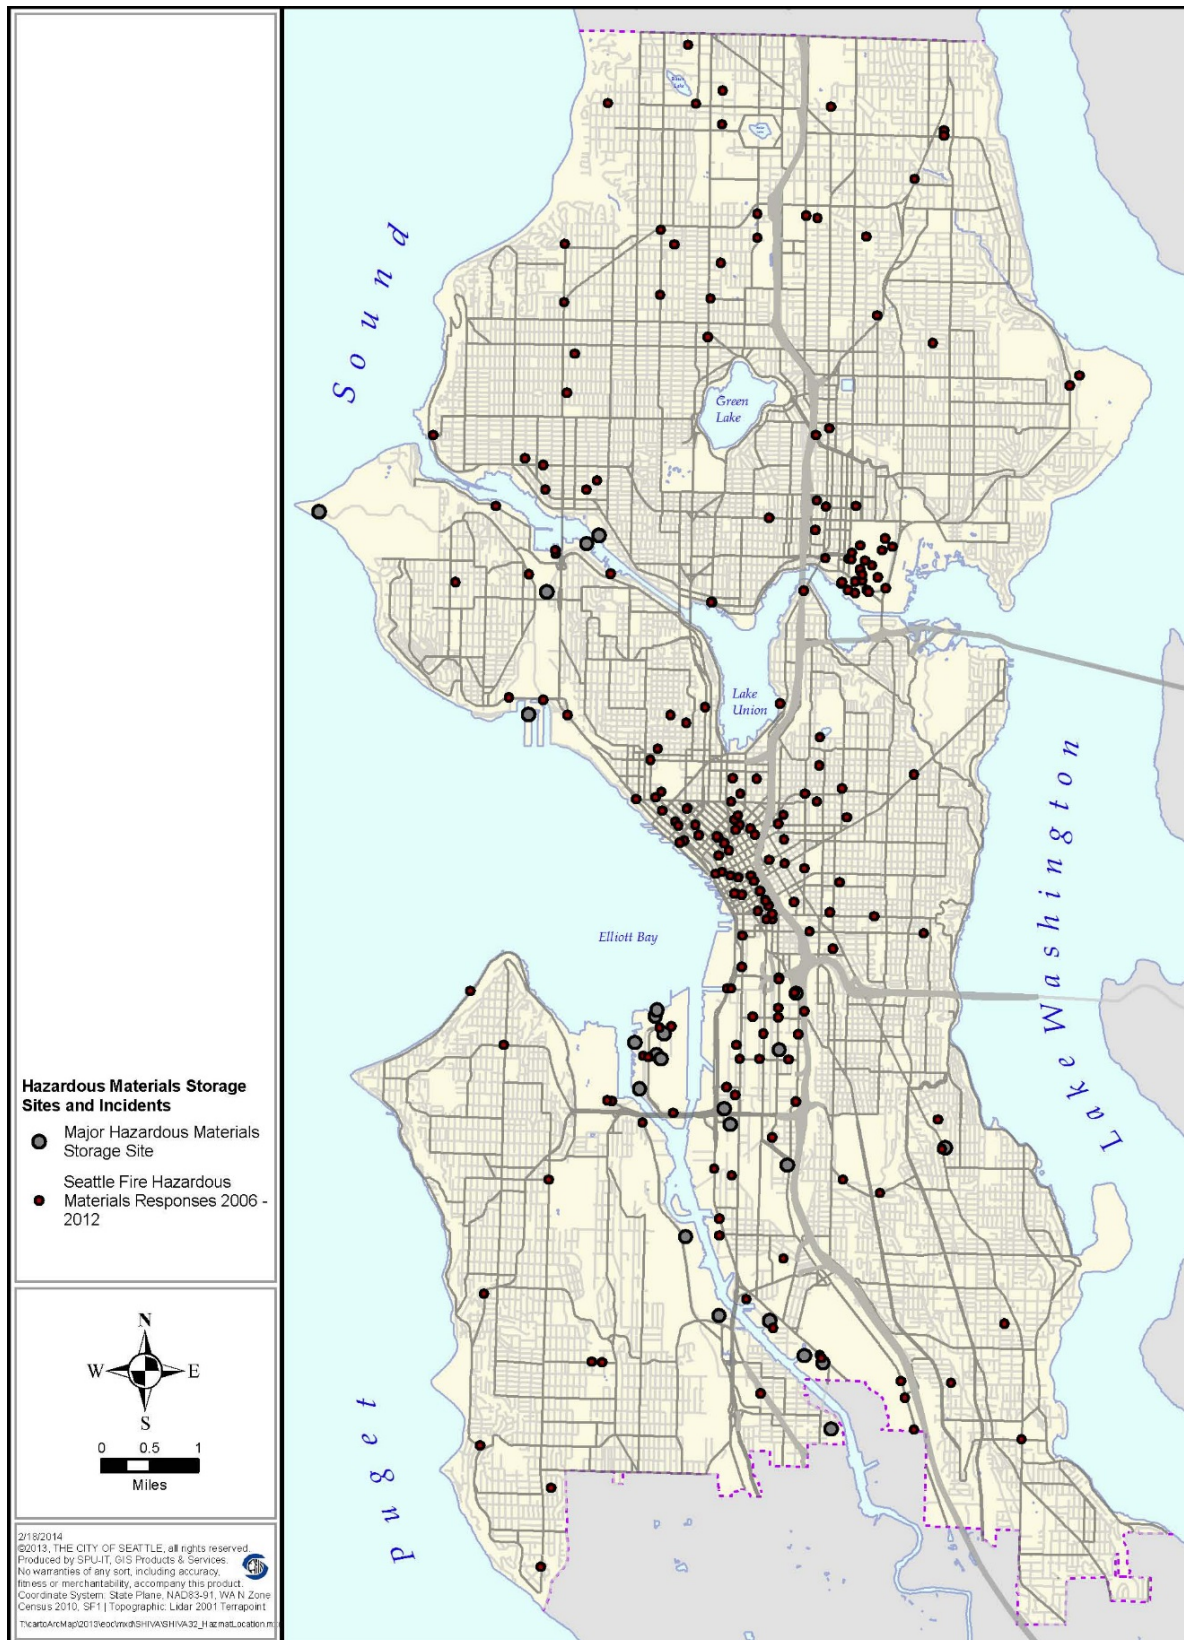 Hazardous Materials Storage
Sites and Incidents
Major Hazardous Materials
Storage Site
Seattle Fire Hazardous
Materials Responses 2006 -
2012
N
W E
S
0 0.5 1
Miles
2/18/2014
©2013, THE CITY OF SEATTLE, all rights reserved.
Produced by SPU-IT, GIS Products & Services.
No warranties of any sort, including accuracy,
fitness or merchantability, accompany this product.
Coordinate System: State Plane, NAD83-91, WA N Zone
Census 2010, SF1 | Topographic: Lidar 2001 Terrapoint
Puget Sound
Green
Lake
Lake
Union
Elliott Bay
Lake Washington